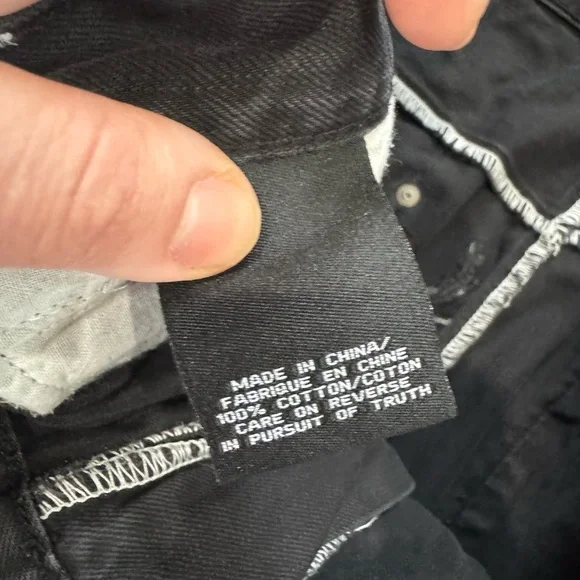 MADE IN CHINA/
FABRIQUE EN CHINE
100% COTTON/COTON
CARE ON REVERSE
IN PURSUIT OF TRUTH